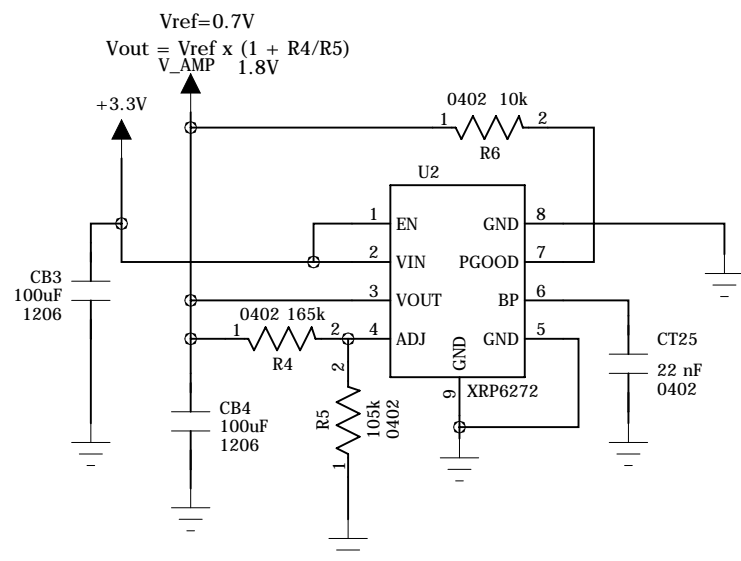 Vref=0.7V
Vout = Vref x (1 + R4/R5)
V_AMP 1.8V
+3.3V
0402 10k
1 2
R6
U2
1 EN GND 8
2 VIN PGOOD 7
3 VOUT BP 6
4 ADJ GND 5
GND
9
XRP6272
CB3
100uF
1206
0402 165k
1 2
R4
2
R5
105k
0402
1
CB4
100uF
1206
CT25
22 nF
0402